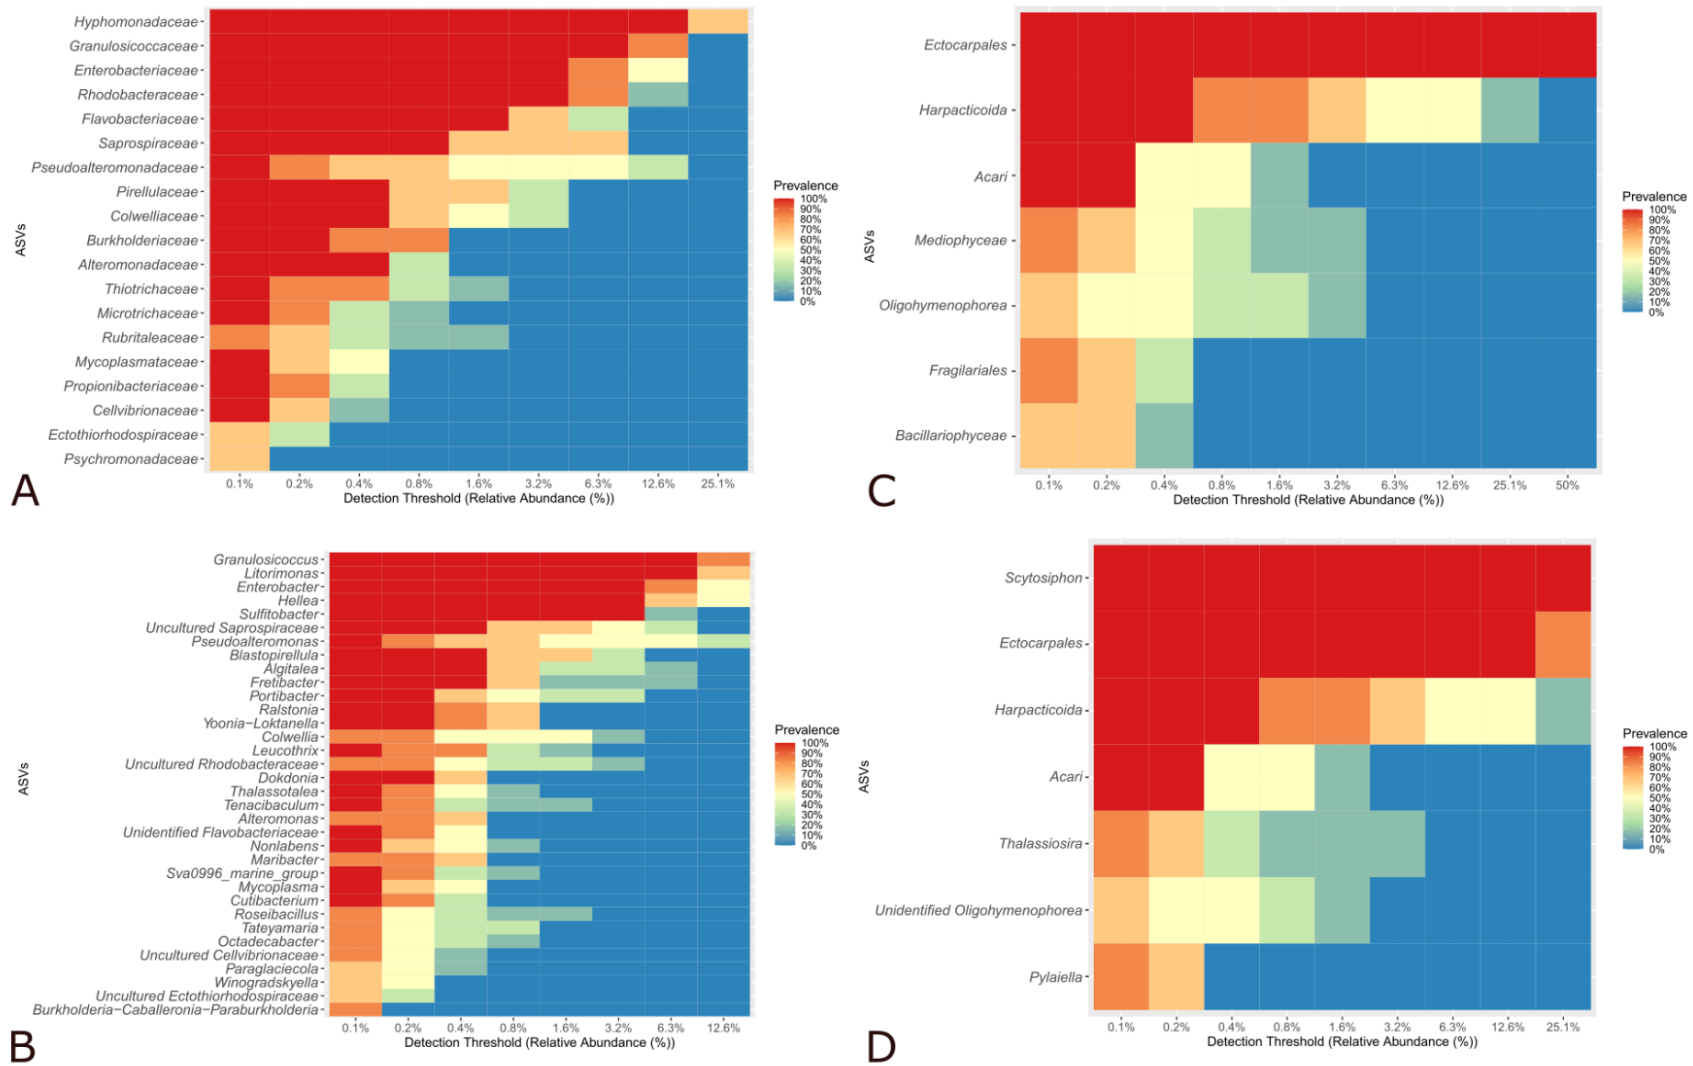 Hyphomonadaceae
Granulosicoccaceae
Enterobacteriaceae
Rhodobacteraceae
Flavobacteriaceae
Saprospiraceae
Pseudoalteromonadaceae
Pirellulaceae
Colwelliaceae
Burkholderiaceae
Alteromonadaceae
Thiotrichaceae
Microtrichaceae
Rubritaleaceae
Mycoplasmataceae
Propionibacteriaceae
Cellvibrionaceae
Ectothiorhodospiraceae
Psychromonadaceae
ASVs
0.1% 0.2% 0.4% 0.8% 1.6% 3.2% 6.3% 12.6% 25.1%
Detection Threshold (Relative Abundance (%))
Prevalence
100%
90%
80%
70%
60%
50%
40%
30%
20%
10%
0%
A
Ectocarpales
Harpacticoida
Acari
Mediophyceae
Oligohymenophorea
Fragilariales
Bacillariophyceae
ASVs
0.1% 0.2% 0.4% 0.8% 1.6% 3.2% 6.3% 12.6% 25.1% 50%
Detection Threshold (Relative Abundance (%))
Prevalence
100%
90%
80%
70%
60%
50%
40%
30%
20%
10%
0%
C
Granulosicoccus
Litorimonas
Enterobacter
Hellea
Sulfitobacter
Uncultured Saprospiraceae
Pseudoalteromonas
Blastopirellula
Algitalea
Fretibacter
Portibacter
Ralstonia
Yoonia−Loktanella
Colwellia
Leucothrix
Uncultured Rhodobacteraceae
Dokdonia
Thalassotalea
Tenacibaculum
Alteromonas
Unidentified Flavobacteriaceae
Nonlabens
Maribacter
Sva0996_marine_group
Mycoplasma
Cutibacterium
Roseibacillus
Tateyamaria
Octadecabacter
Uncultured Cellvibrionaceae
Paraglaciecola
Winogradskyella
Uncultured Ectothiorhodospiraceae
Burkholderia−Caballeronia−Paraburkholderia
ASVs
0.1% 0.2% 0.4% 0.8% 1.6% 3.2% 6.3% 12.6%
Detection Threshold (Relative Abundance (%))
Prevalence
100%
90%
80%
70%
60%
50%
40%
30%
20%
10%
0%
B
Scytosiphon
Ectocarpales
Harpacticoida
Acari
Thalassiosira
Unidentified Oligohymenophorea
Pylaiella
ASVs
0.1% 0.2% 0.4% 0.8% 1.6% 3.2% 6.3% 12.6% 25.1%
Detection Threshold (Relative Abundance (%))
Prevalence
100%
90%
80%
70%
60%
50%
40%
30%
20%
10%
0%
D